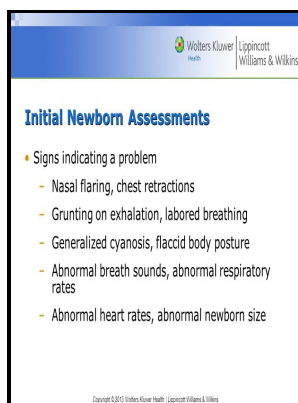 Wolters Kluwer
Health
Lippincott
Williams & Wilkins
Initial Newborn Assessments
• Signs indicating a problem
– Nasal flaring, chest retractions
– Grunting on exhalation, labored breathing
– Generalized cyanosis, flaccid body posture
– Abnormal breath sounds, abnormal respiratory
rates
– Abnormal heart rates, abnormal newborn size
Copyright © 2013 Wolters Kluwer Health | Lippincott Williams & Wilkins